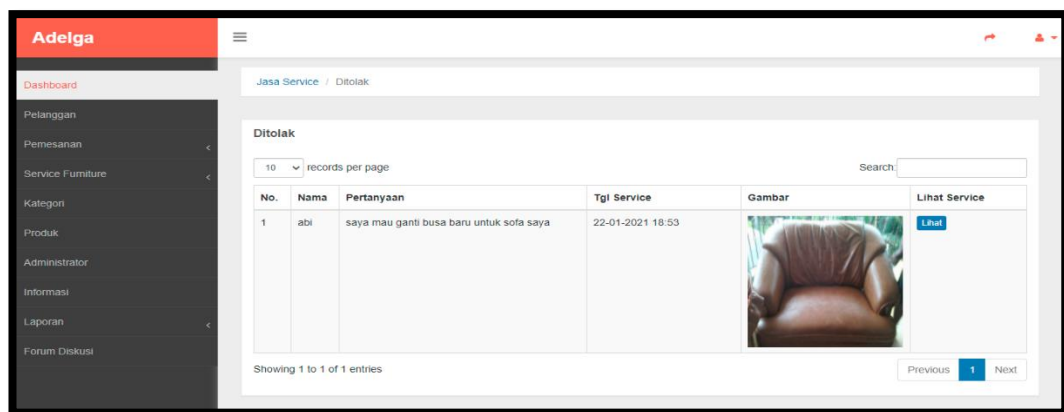 Adelga
Dashboard
Pelanggan
Pemesanan
Service Furniture
Kategori
Produk
Administrator
Informasi
Laporan
Forum Diskusi
Jasa Service / Ditolak
Ditolak
10 records per page
Search:
No. Nama Pertanyaan Tgl Service Gambar Lihat Service
1 abi saya mau ganti busa baru untuk sofa saya 22-01-2021 18:53 Lihat
Showing 1 to 1 of 1 entries
Previous 1 Next